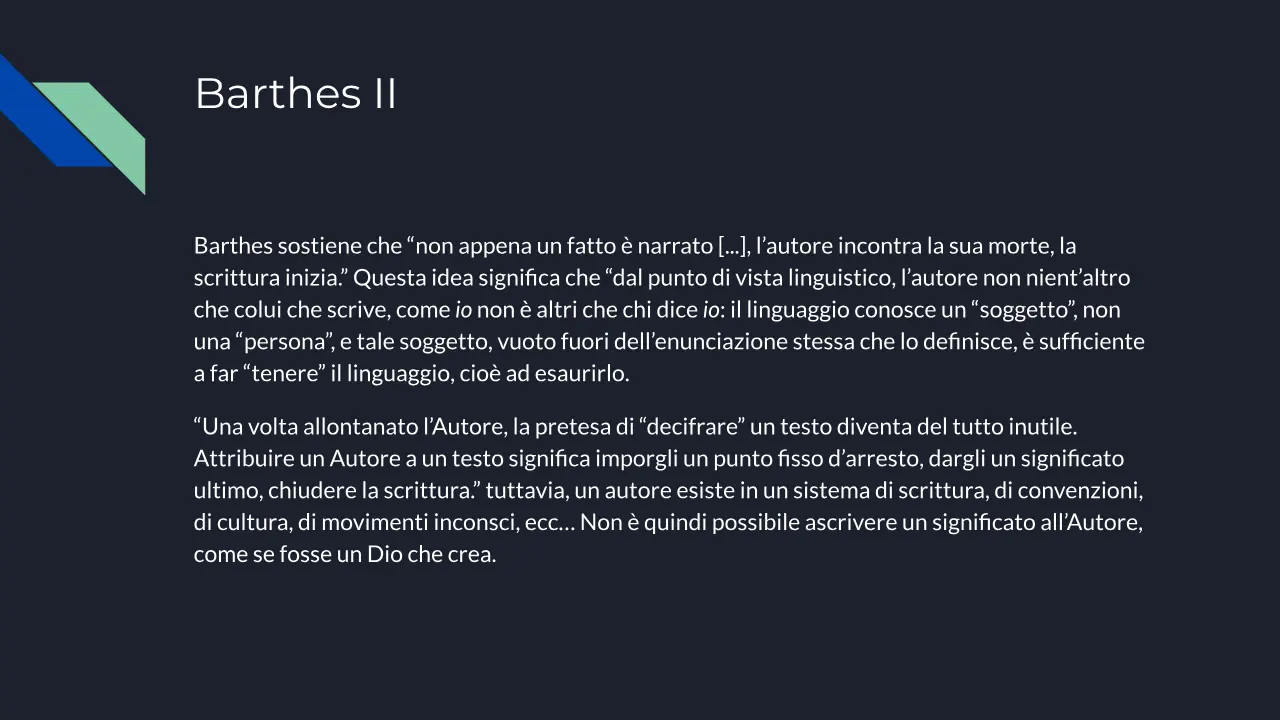 Barthes II
Barthes sostiene che “non appena un fatto è narrato [...], l’autore incontra la sua morte, la
scrittura inizia.” Questa idea significa che “dal punto di vista linguistico, l’autore non nient’altro
che colui che scrive, come io non è altri che chi dice io: il linguaggio conosce un “soggetto”, non
una “persona”, e tale soggetto, vuoto fuori dell’enunciazione stessa che lo definisce, è sufficiente
a far “tenere” il linguaggio, cioè ad esaurirlo.
“Una volta allontanato l’Autore, la pretesa di “decifrare” un testo diventa del tutto inutile.
Attribuire un Autore a un testo significa imporgli un punto fisso d’arresto, dargli un significato
ultimo, chiudere la scrittura.” tuttavia, un autore esiste in un sistema di scrittura, di convenzioni,
di cultura, di movimenti inconsci, ecc… Non è quindi possibile ascrivere un significato all’Autore,
come se fosse un Dio che crea.